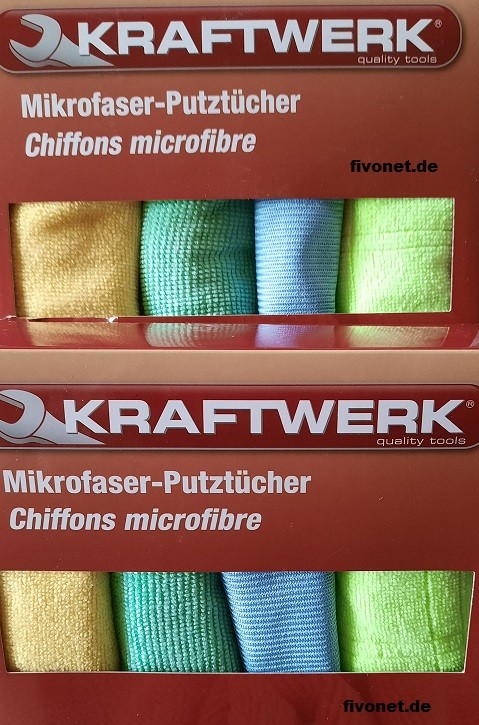 KRAFTWERK®
quality tools
Mikrofaser-Putztücher
Chiffons microfibre
fivonet.de
KRAFTWERK®
quality tools
Mikrofaser-Putztücher
Chiffons microfibre
fivonet.de